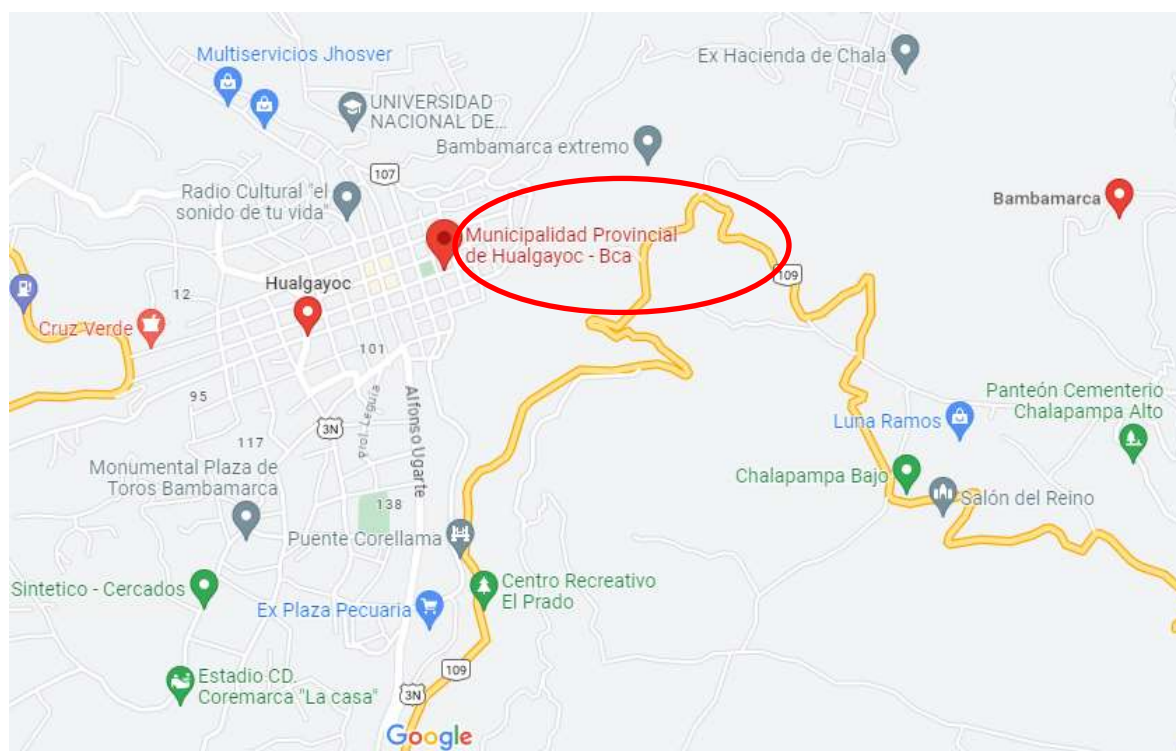 Multiservicios Jhosver
Ex Hacienda de Chala
UNIVERSIDAD
NACIONAL DE...
Bambamarca extremo
107
Radio Cultural "el
sonido de tu vida"
Bambamarca
Municipalidad Provincial
de Hualgayoc - Bca
109
Hualgayoc
12
Cruz Verde
101
95
Panteón Cementerio
Chalapampa Alto
Alfonso Ugarte
3N
Luna Ramos
117
Monumental Plaza de
Toros Bambamarca
Chalapampa Bajo
138
Salón del Reino
Puente Corellama
Sintetico - Cercados
Centro Recreativo
El Prado
Ex Plaza Pecuaria
Estadio CD.
Coremarca "La casa"
109
3N
Google